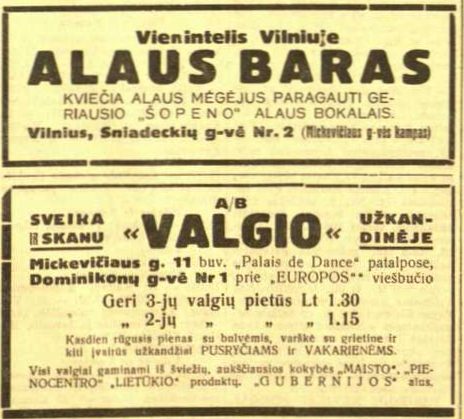 Vienintelis Vilniuje
ALAUS BARAS
KVIEČIA ALAUS MĖGĖJUS PARAGAUTI GE-
RIAUSIO „ŠOPENO" ALAUS BOKALAIS.
Vilnius, Sniadeckių g-vė Nr. 2 (Mickevičiaus g-vės kampas)
A/B
SVEIKA
IR SKANU
«VALGIO«
UŽKAN-
DINĖJE
Mickevičiaus g. 11 buv. „Palais de Dance" patalpose,
Dominikonų g-vė Nr 1 prie „EUROPOS"" viešbučio
Geri 3-jų valgių pietūs Lt 1.30
„ 2-jų „ „ „ 1.15
Kasdien rūgusis pienas su bulvėmis, varškė su grietine ir
kiti įvairūs užkandžiai PUSRYČIAMS ir VAKARIENĖMS.
Visi valgiai gaminami iš šviežių, aukščiausios kokybės „MAISTO", „PIE-
NOCENTRO" „LIETŪKIO" produktų. „GUBERNIJOS" alus.